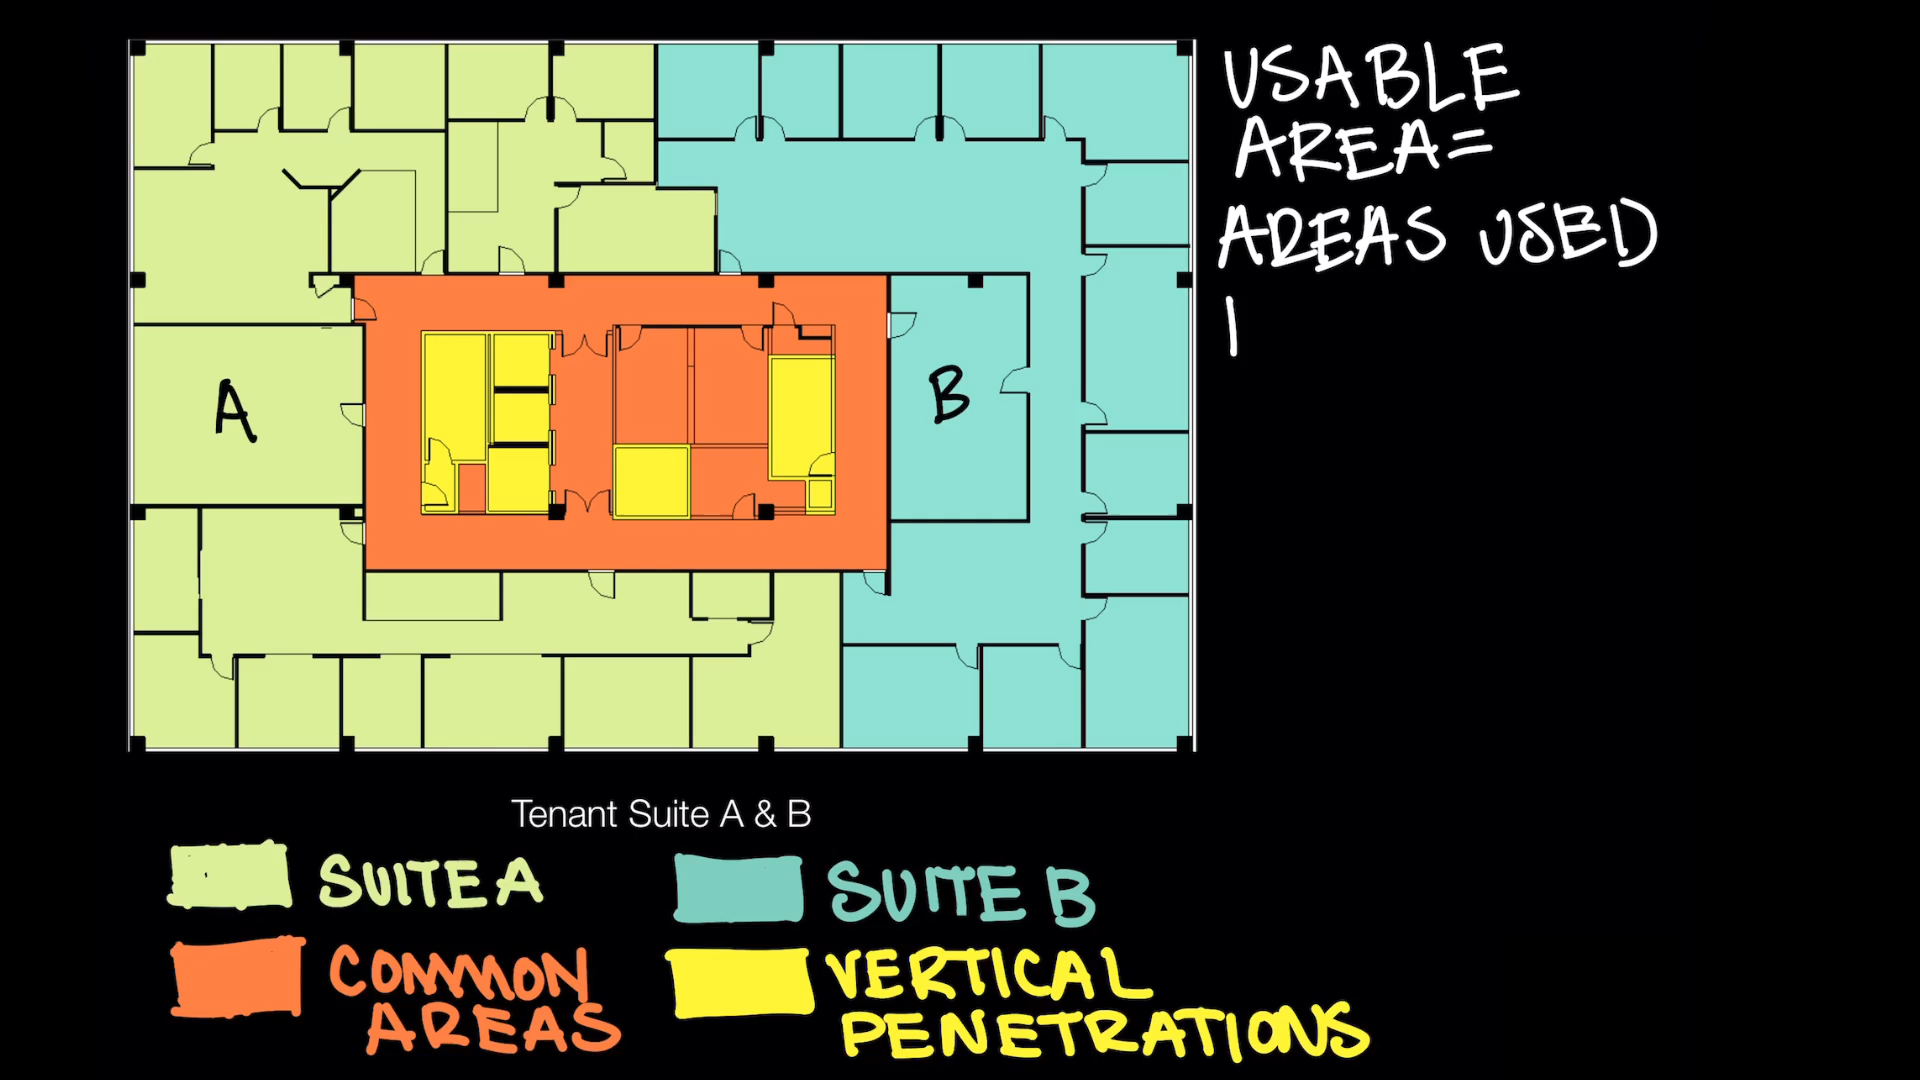 USABLE
AREA=
AREAS USED
A
B
Tenant Suite A & B
SUITE A
SUITE B
COMMON
AREAS
VERTICAL
PENETRATIONS